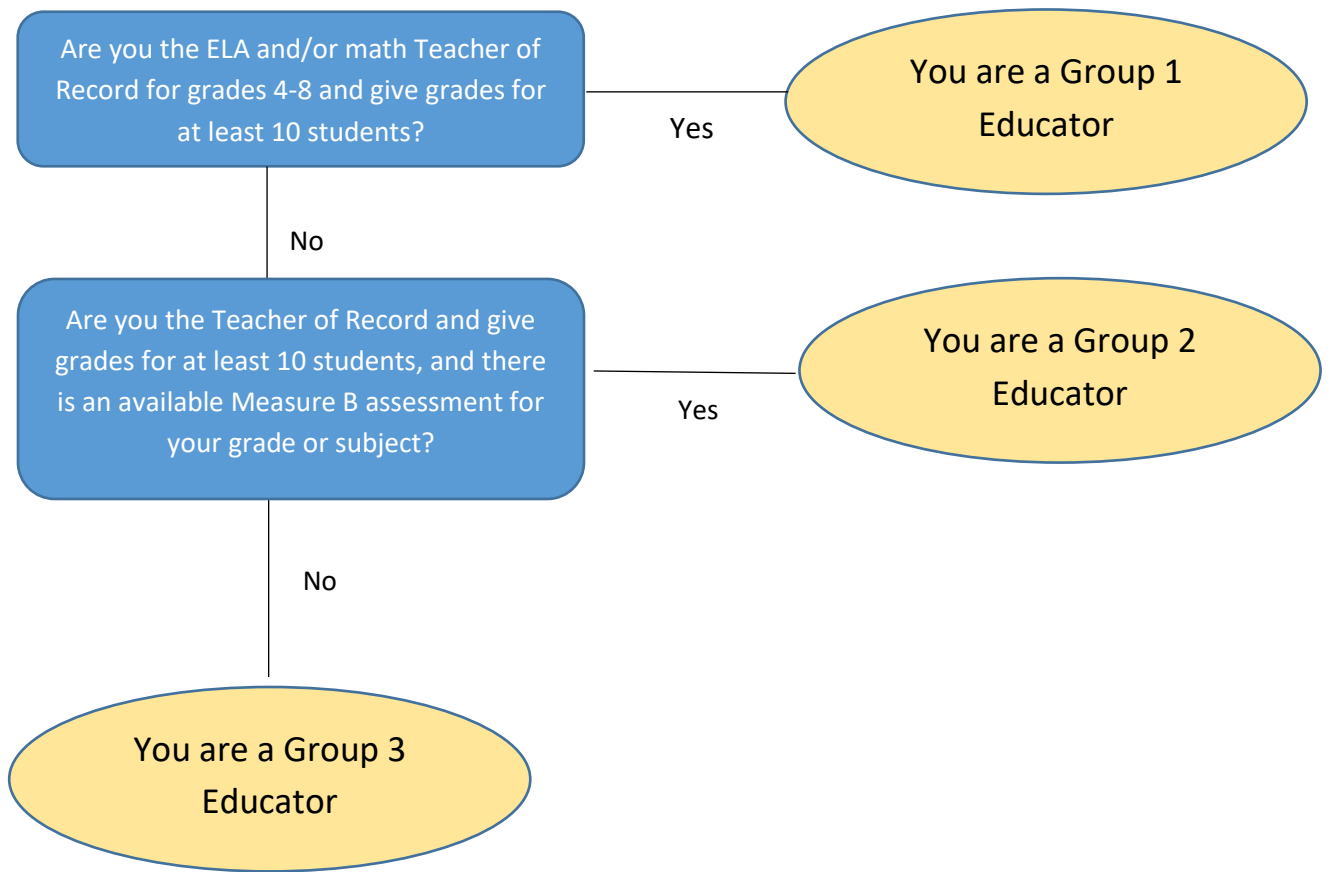 Are you the ELA and/or math Teacher of
Record for grades 4-8 and give grades for
at least 10 students?
Yes
You are a Group 1
Educator
No
Are you the Teacher of Record and give
grades for at least 10 students, and there
is an available Measure B assessment for
your grade or subject?
Yes
You are a Group 2
Educator
No
You are a Group 3
Educator